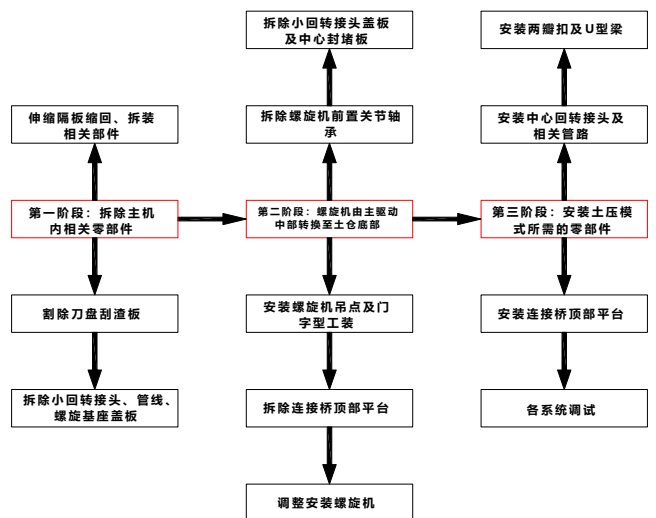 拆除小回转接头盖板
及中心封堵板
安装两瓣扣及U型梁
伸缩隔板缩回、拆装
相关部件
拆除螺旋机前置关节轴
承
安装中心回转接头及
相关管路
第一阶段：拆除主机
内相关零部件
第二阶段：螺旋机由主驱动
中部转换至土仓底部
第三阶段：安装土压模
式所需的零部件
割除刀盘刮渣板
安装螺旋机吊点及门
字型工装
安装连接桥顶部平台
拆除小回转接头、管线、
螺旋基座盖板
拆除连接桥顶部平台
各系统调试
调整安装螺旋机